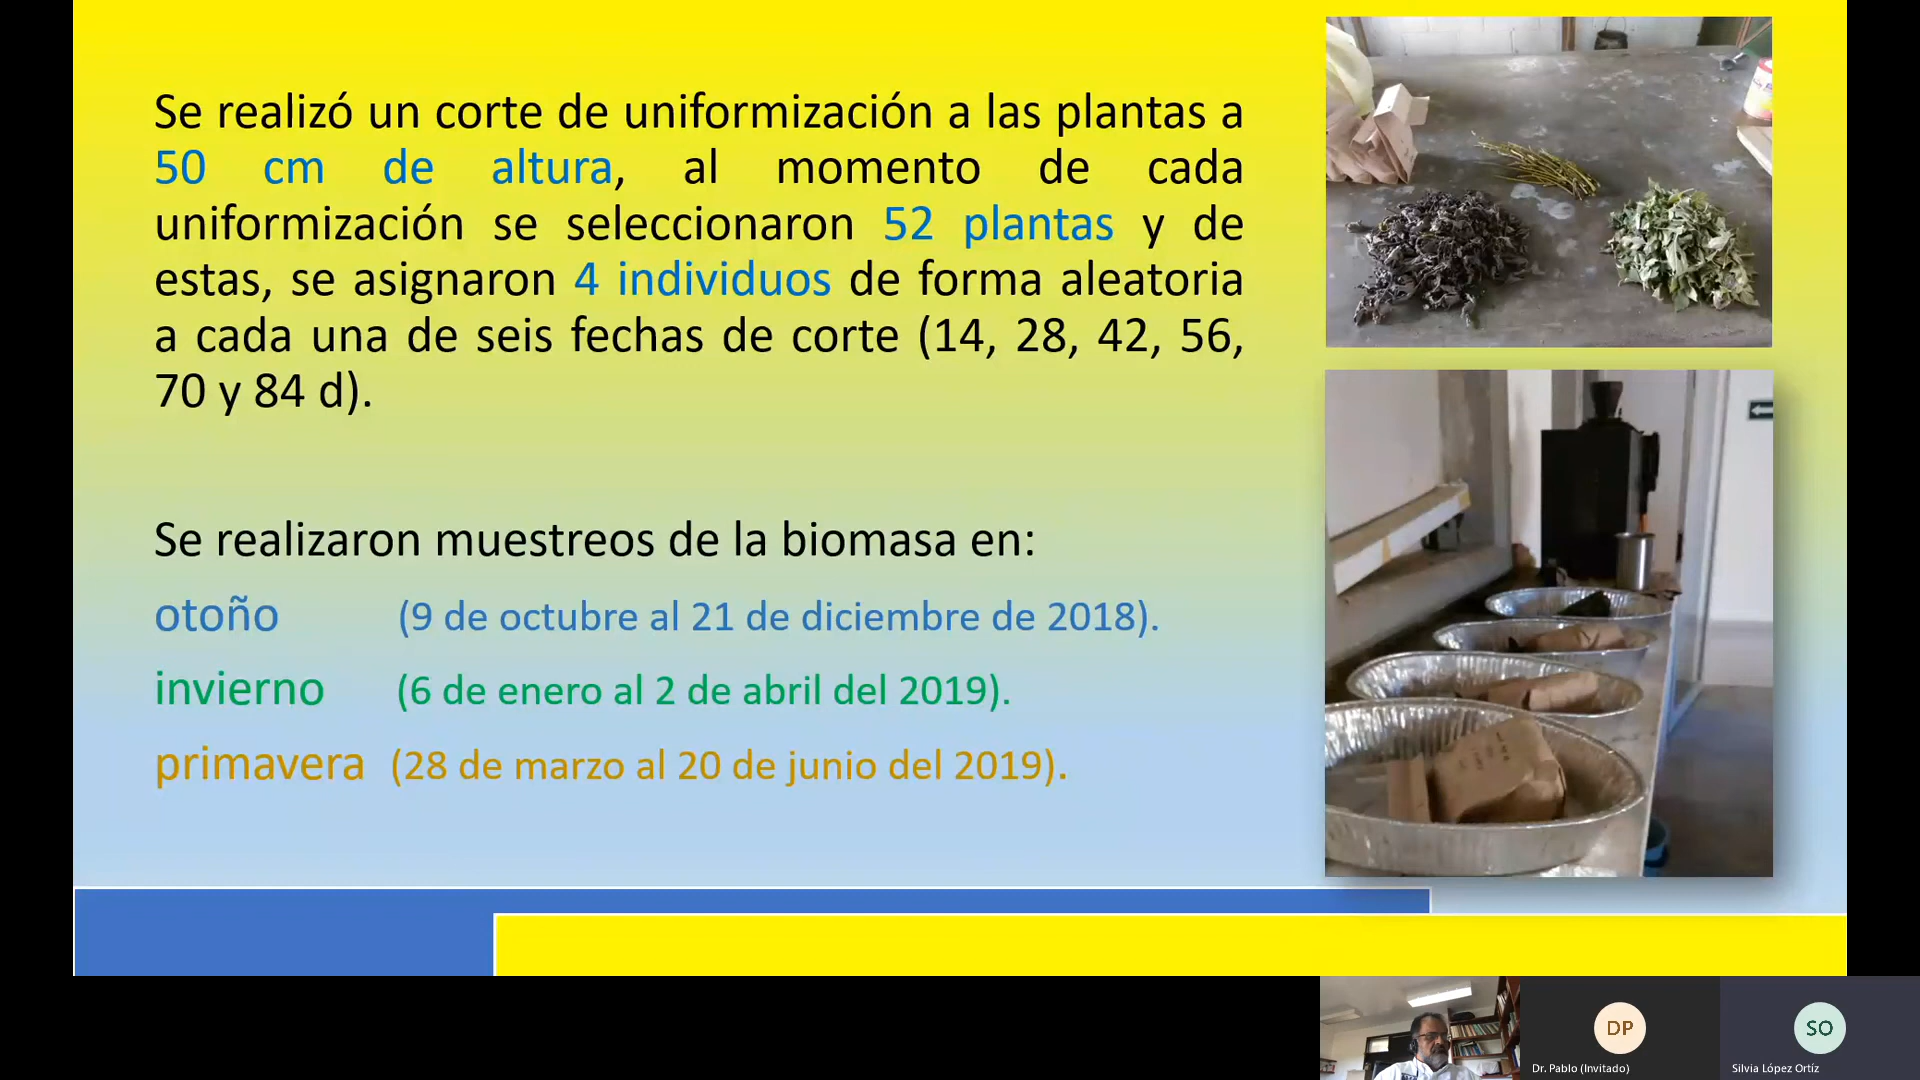 Se realizó un corte de uniformización a las plantas a
50 cm de altura, al momento de cada
uniformización se seleccionaron 52 plantas y de
estas, se asignaron 4 individuos de forma aleatoria
a cada una de seis fechas de corte (14, 28, 42, 56,
70 y 84 d).
Se realizaron muestreos de la biomasa en:
otoño (9 de octubre al 21 de diciembre de 2018).
invierno (6 de enero al 2 de abril del 2019).
primavera (28 de marzo al 20 de junio del 2019).
DP
SO
Dr. Pablo (Invitado)
Silvia López Ortíz